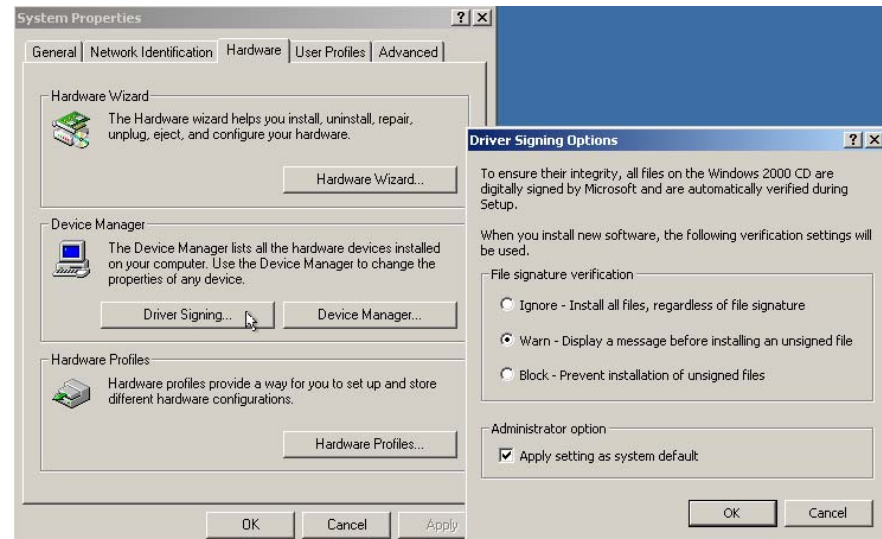 System Properties
General
Network Identification
Hardware
User Profiles
Advanced
Hardware Wizard
The Hardware wizard helps you install, uninstall, repair,
unplug, eject, and configure your hardware.
Hardware Wizard...
Device Manager
The Device Manager lists all the hardware devices installed
on your computer. Use the Device Manager to change the
properties of any device.
Driver Signing...
Device Manager...
Hardware Profiles
Hardware profiles provide a way for you to set up and store
different hardware configurations.
Hardware Profiles...
OK
Cancel
Apply
Driver Signing Options
To ensure their integrity, all files on the Windows 2000 CD are
digitally signed by Microsoft and are automatically verified during
Setup.
When you install new software, the following verification settings will
be used.
File signature verification
Ignore - Install all files, regardless of file signature
Warn - Display a message before installing an unsigned file
Block - Prevent installation of unsigned files
Administrator option
Apply setting as system default
OK
Cancel